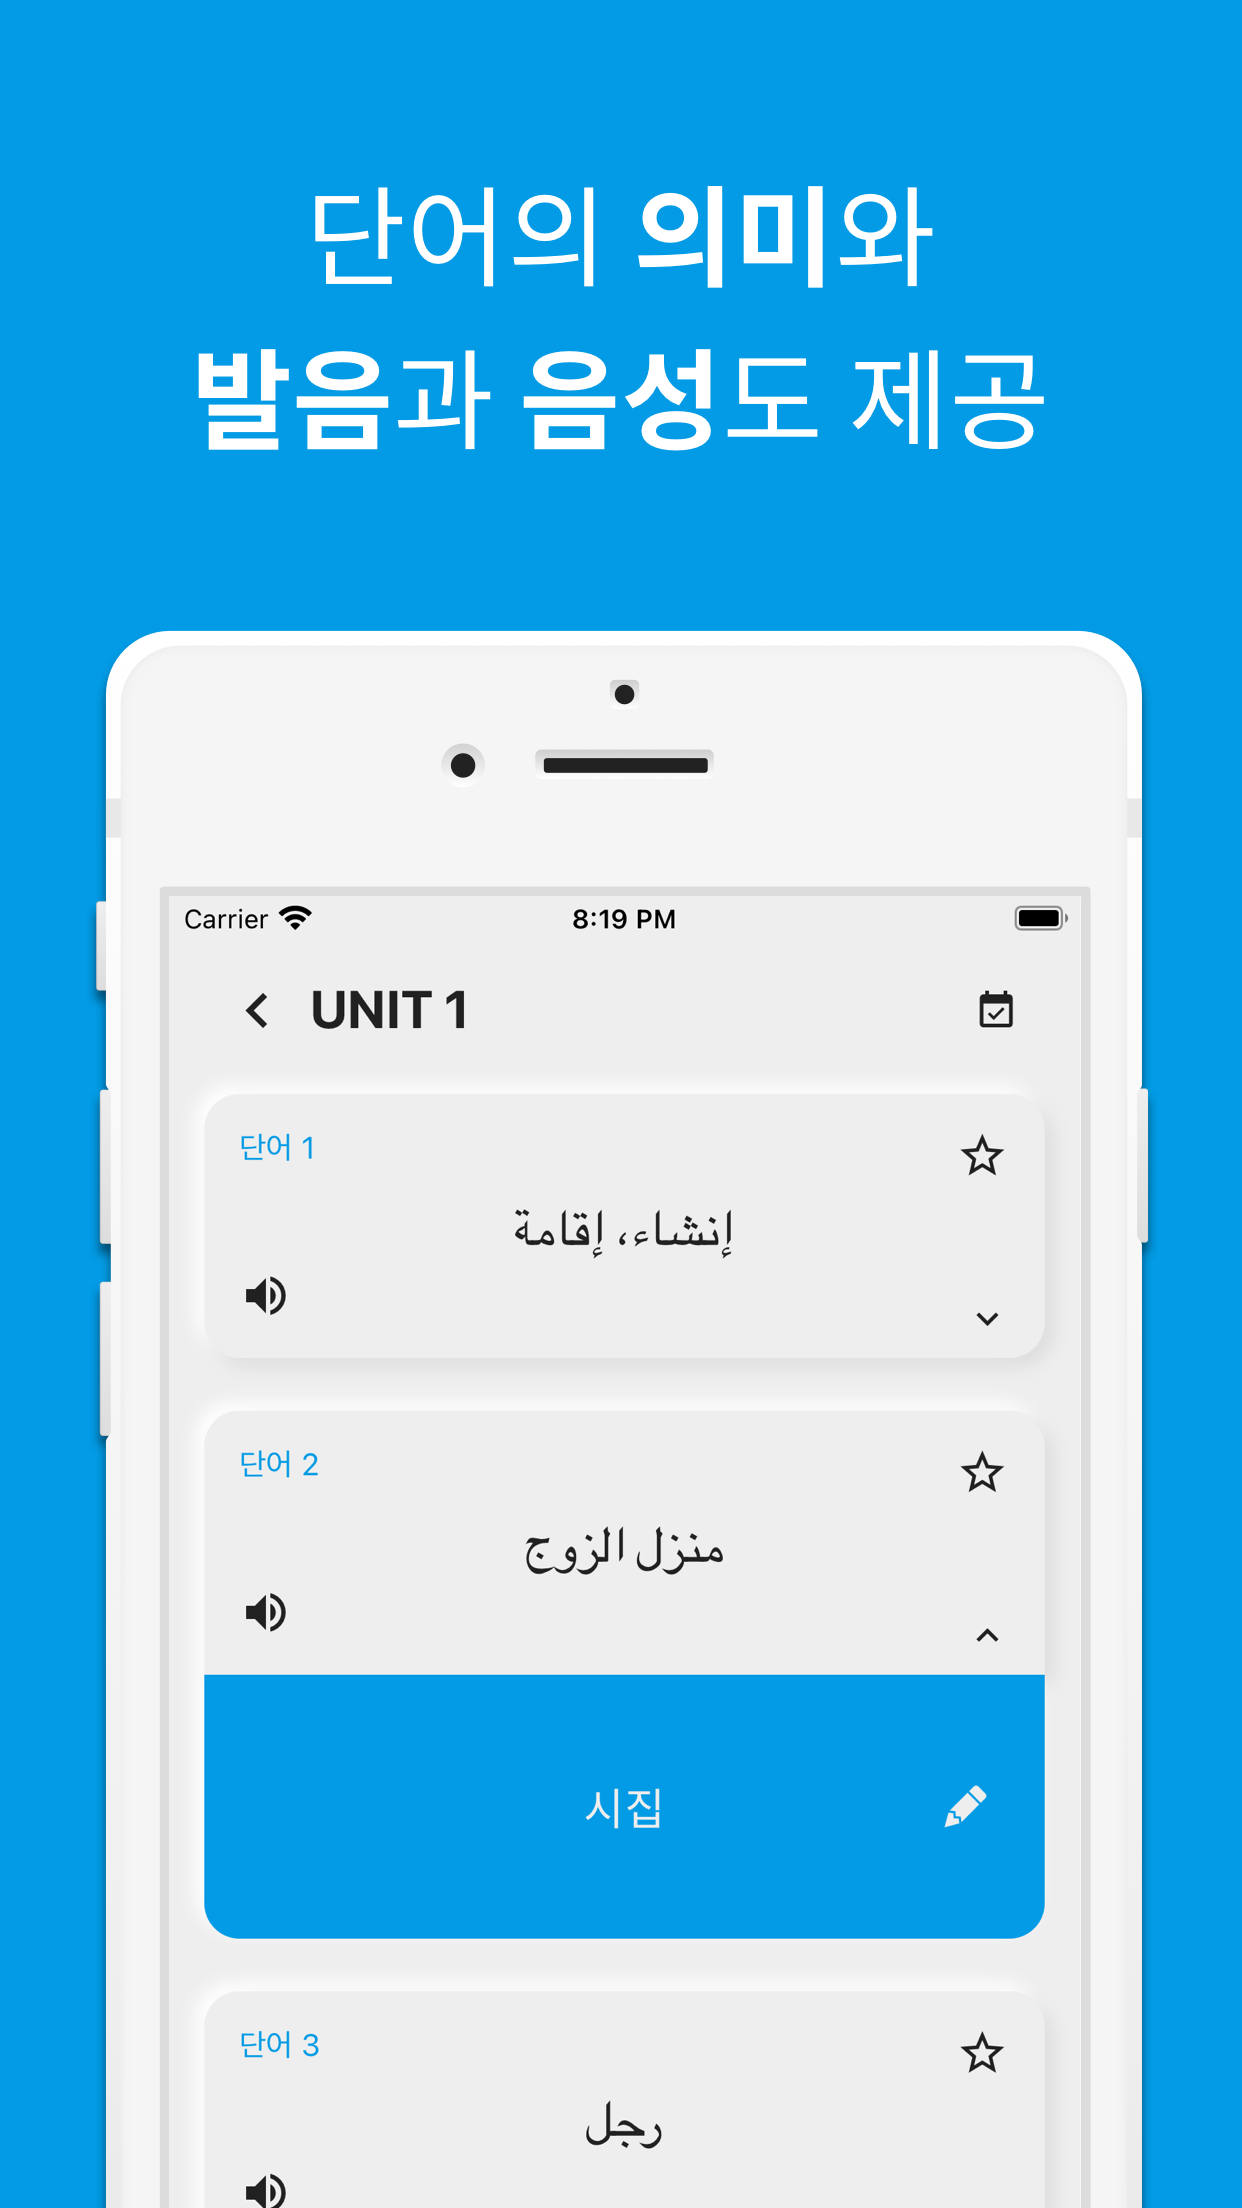 단어의 의미와
발음과 음성도 제공
Carrier 8:19 PM
UNIT 1
단어 1
إنشاء، إقامة
단어 2
منزل الزوج
시집
단어 3
رجل